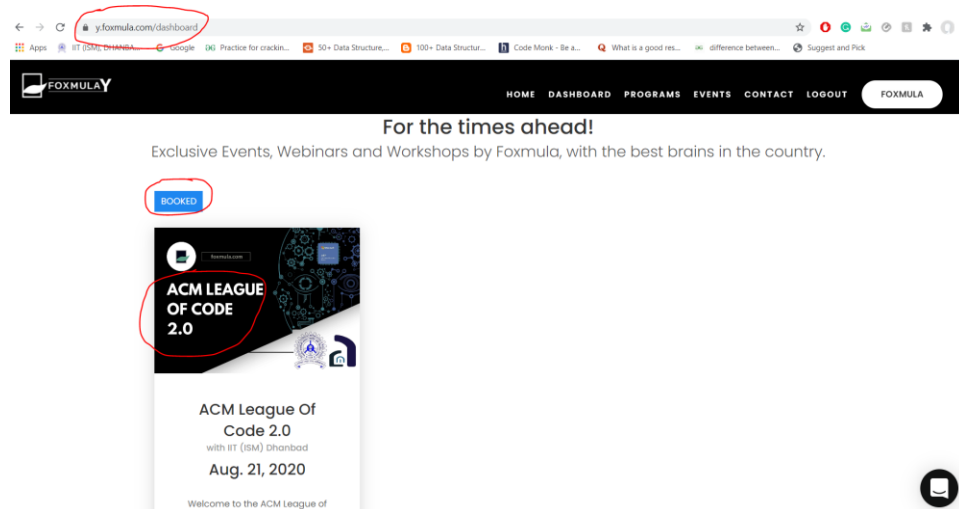 y.foxmula.com/dashboard
Apps IIT (ISM), DHANBA... Google Practice for crackin... 50+ Data Structure,... 100+ Data Structur... Code Monk - Be a... What is a good res... difference between... Suggest and Pick
FOXMULAY HOME DASHBOARD PROGRAMS EVENTS CONTACT LOGOUT FOXMULA
For the times ahead!
Exclusive Events, Webinars and Workshops by Foxmula, with the best brains in the country.
BOOKED
foxmula.com
ACM LEAGUE
OF CODE
2.0
ACM League Of
Code 2.0
with IIT (ISM) Dhanbad
Aug. 21, 2020
Welcome to the ACM League of